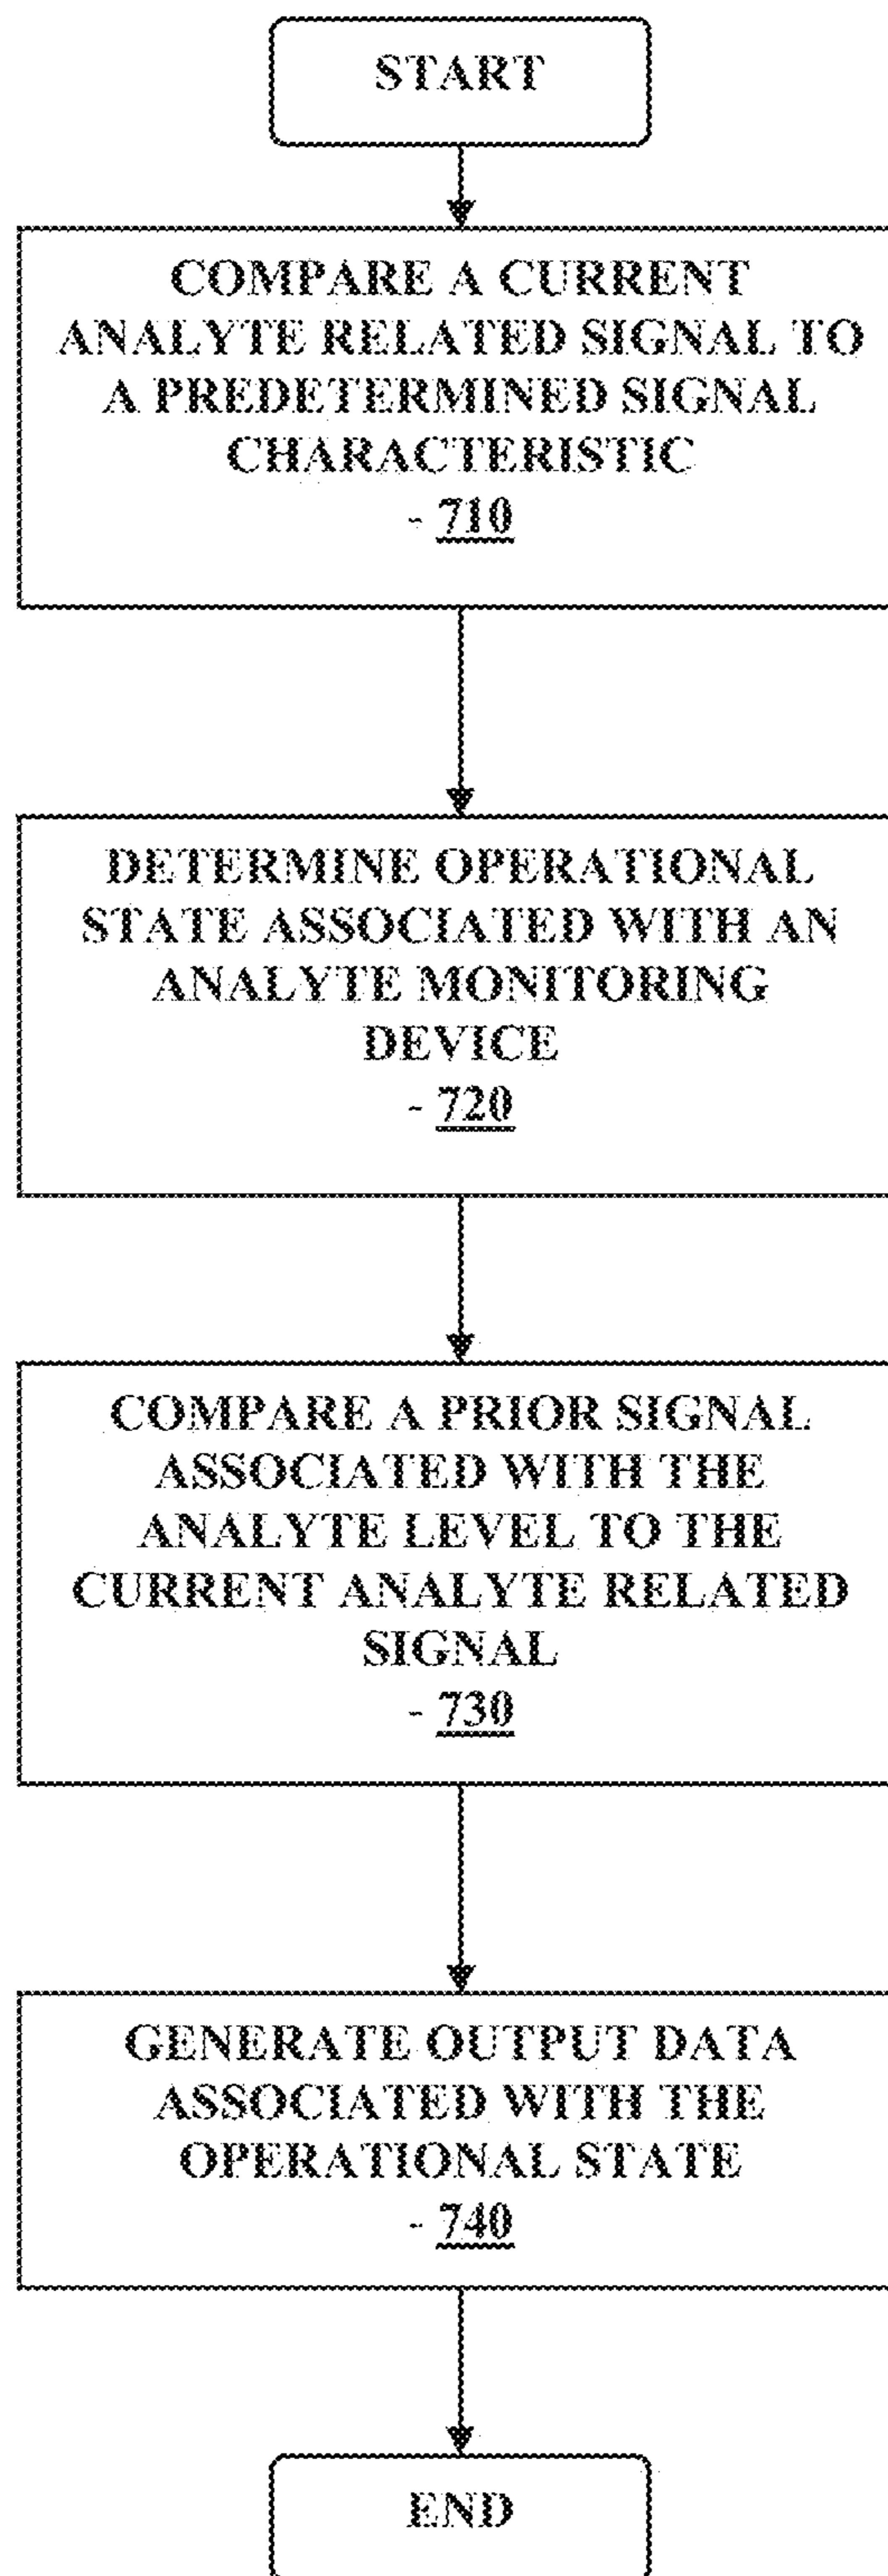 START
COMPARE A CURRENT
ANALYTE RELATED SIGNAL TO
A PREDETERMINED SIGNAL
CHARACTERISTIC
- 710
DETERMINE OPERATIONAL
STATE ASSOCIATED WITH AN
ANALYTE MONITORING
DEVICE
- 720
COMPARE A PRIOR SIGNAL
ASSOCIATED WITH THE
ANALYTE LEVEL TO THE
CURRENT ANALYTE RELATED
SIGNAL
- 730
GENERATE OUTPUT DATA
ASSOCIATED WITH THE
OPERATIONAL STATE
- 740
END